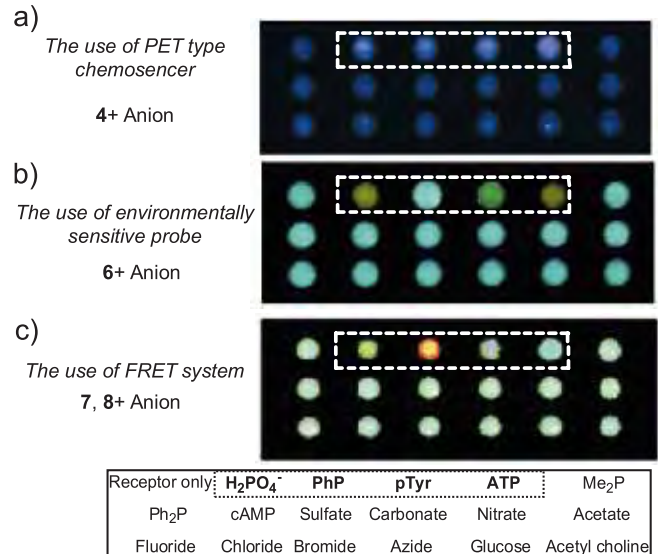 a)
The use of PET type
chemosencer
4+ Anion
b)
The use of environmentally
sensitive probe
6+ Anion
c)
The use of FRET system
7, 8+ Anion
Receptor only H₂PO₄⁻ PhP pTyr ATP Me₂P
Ph₂P cAMP Sulfate Carbonate Nitrate Acetate
Fluoride Chloride Bromide Azide Glucose Acetyl choline